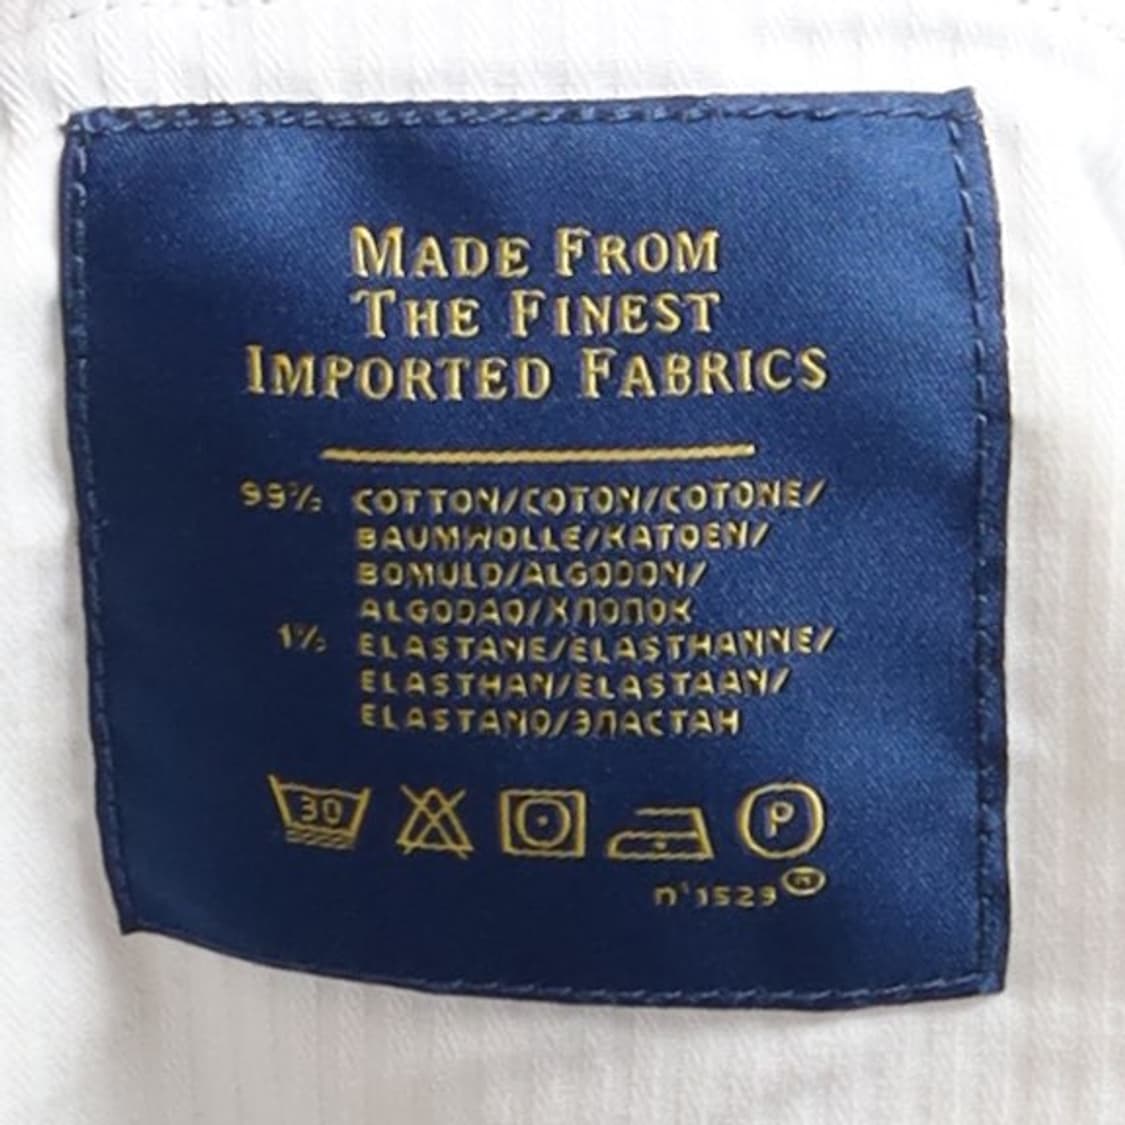 MADE FROM
THE FINEST
IMPORTED FABRICS
99% COTTON/COTON/COTONE/
BAUMWOLLE/KATOEN/
BOMULD/ALGODON/
ALGODAO/ХЛОПОК
1% ELASTANE/ELASTHANNE/
ELASTHAN/ELASTAAN/
ELASTANO/ЭЛАСТАН
30 P
n°1529